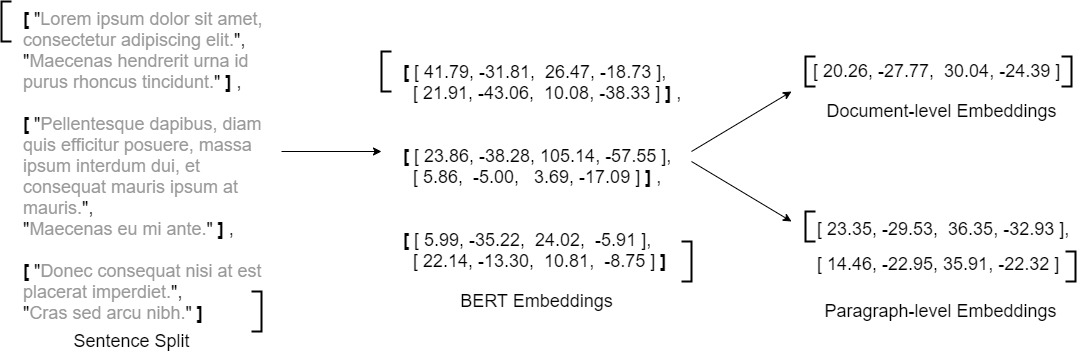 [ "Lorem ipsum dolor sit amet,
consectetur adipiscing elit.",
"Maecenas hendrerit urna id
purus rhoncus tincidunt." ] ,
[ "Pellentesque dapibus, diam
quis efficitur posuere, massa
ipsum interdum dui, et
consequat mauris ipsum at
mauris.",
"Maecenas eu mi ante." ] ,
[ "Donec consequat nisi at est
placerat imperdiet.",
"Cras sed arcu nibh." ]
Sentence Split
[ [ 41.79, -31.81, 26.47, -18.73 ],
[ 21.91, -43.06, 10.08, -38.33 ] ] ,
[ [ 23.86, -38.28, 105.14, -57.55 ],
[ 5.86, -5.00, 3.69, -17.09 ] ] ,
[ [ 5.99, -35.22, 24.02, -5.91 ],
[ 22.14, -13.30, 10.81, -8.75 ] ]
BERT Embeddings
[ 20.26, -27.77, 30.04, -24.39 ]
Document-level Embeddings
[ 23.35, -29.53, 36.35, -32.93 ],
[ 14.46, -22.95, 35.91, -22.32 ]
Paragraph-level Embeddings